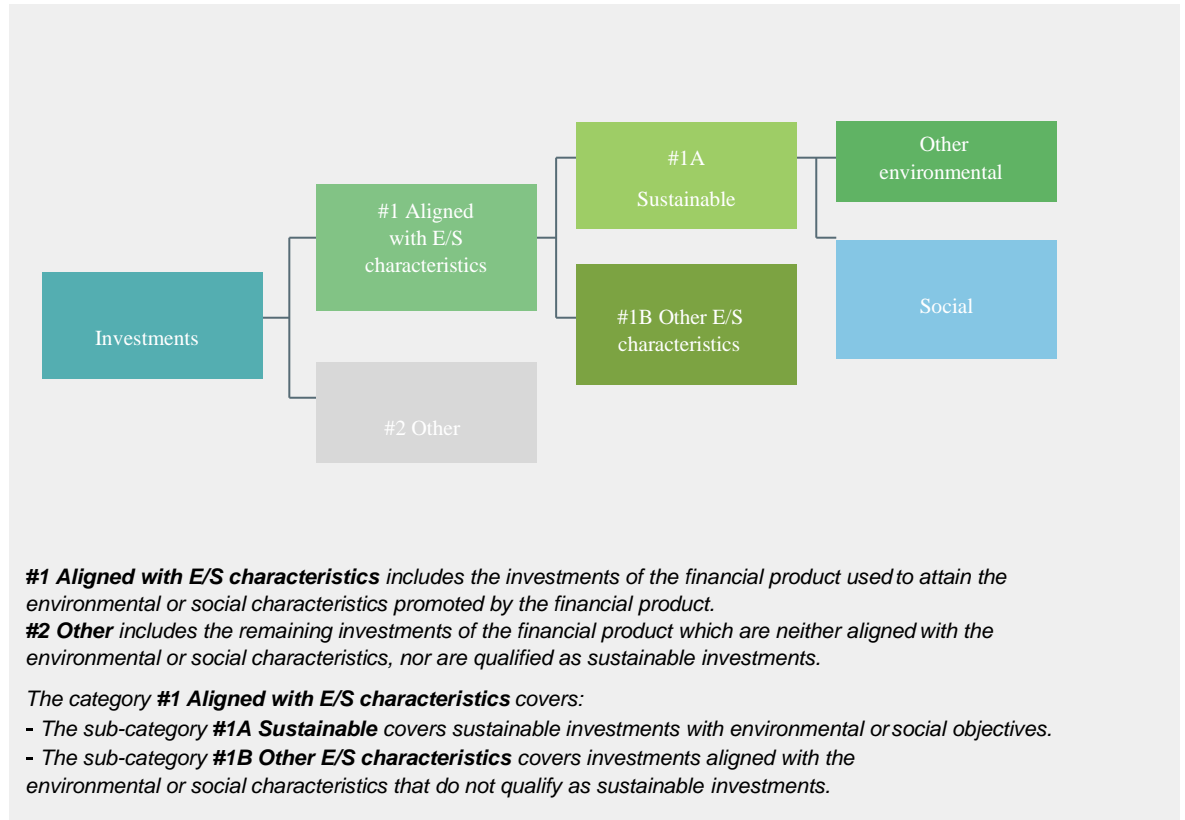 #1A
Sustainable
Other
environmental
#1 Aligned
with E/S
characteristics
Investments
#1B Other E/S
characteristics
Social
#2 Other
#1 Aligned with E/S characteristics includes the investments of the financial product used to attain the
environmental or social characteristics promoted by the financial product.
#2 Other includes the remaining investments of the financial product which are neither aligned with the
environmental or social characteristics, nor are qualified as sustainable investments.
The category #1 Aligned with E/S characteristics covers:
- The sub-category #1A Sustainable covers sustainable investments with environmental or social objectives.
- The sub-category #1B Other E/S characteristics covers investments aligned with the
environmental or social characteristics that do not qualify as sustainable investments.